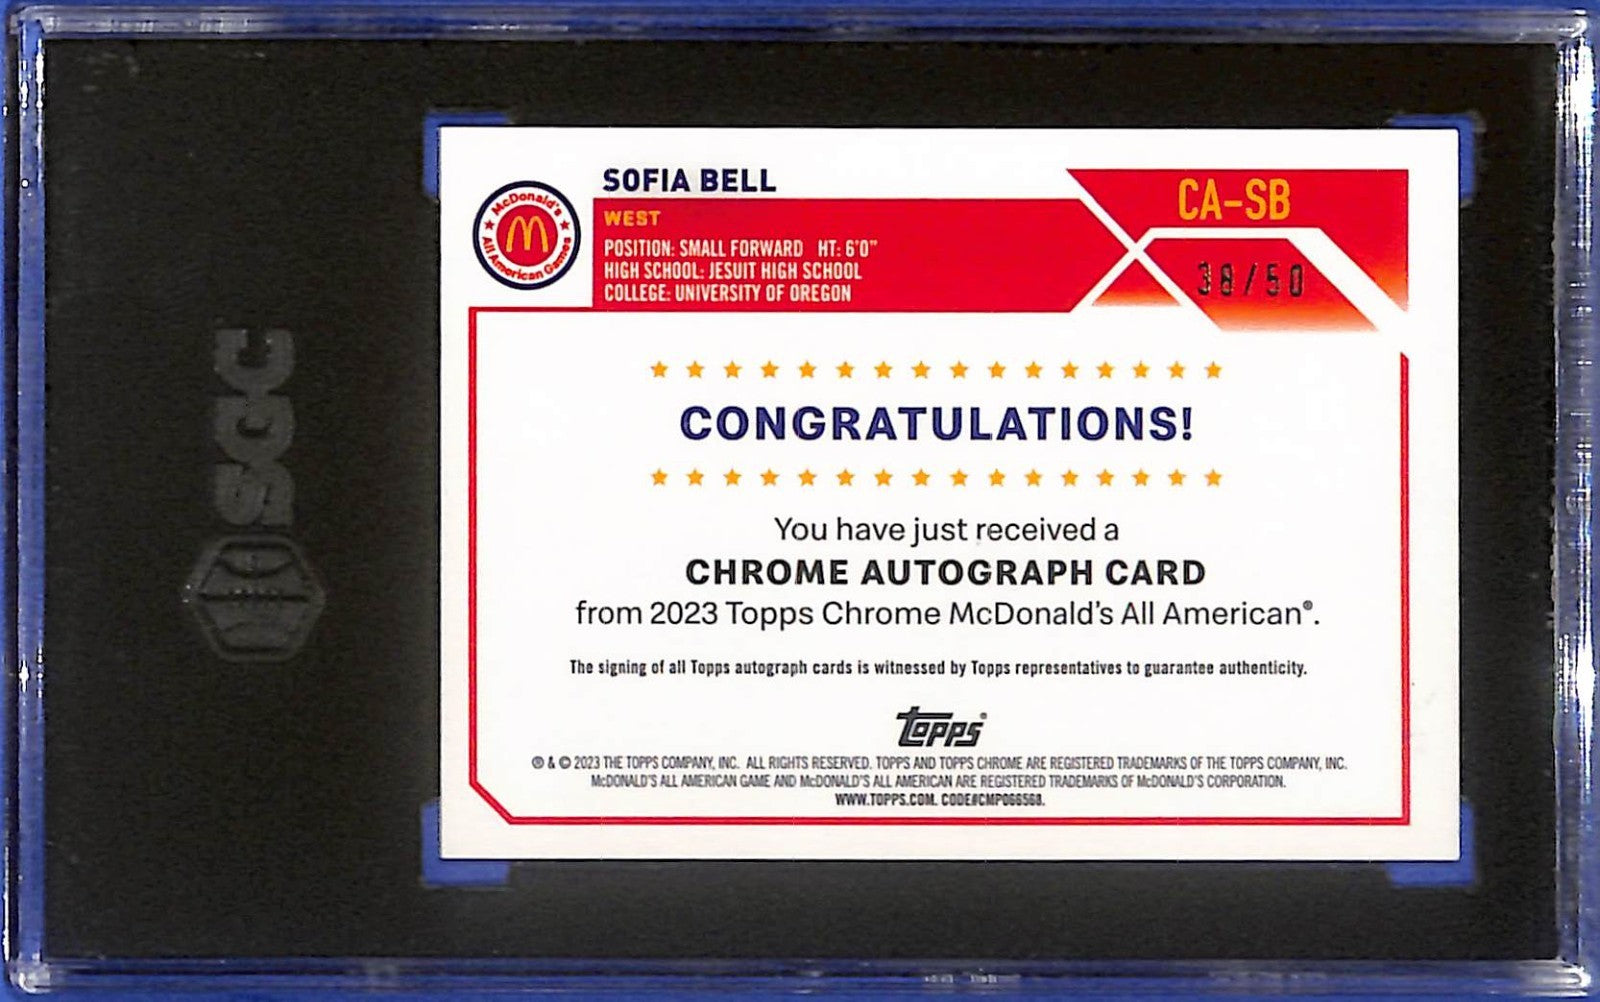 SGC
McDonald's
All American Games
SOFIA BELL
WEST
POSITION: SMALL FORWARD HT: 6'0"
HIGH SCHOOL: JESUIT HIGH SCHOOL
COLLEGE: UNIVERSITY OF OREGON
CA-SB
38/50
CONGRATULATIONS!
You have just received a
CHROME AUTOGRAPH CARD
from 2023 Topps Chrome McDonald's All American®.
The signing of all Topps autograph cards is witnessed by Topps representatives to guarantee authenticity.
Topps®
® & © 2023 THE TOPPS COMPANY, INC. ALL RIGHTS RESERVED. TOPPS AND TOPPS CHROME ARE REGISTERED TRADEMARKS OF THE TOPPS COMPANY, INC.
McDONALD'S ALL AMERICAN GAME AND McDONALD'S ALL AMERICAN ARE REGISTERED TRADEMARKS OF McDONALD'S CORPORATION.
WWW.TOPPS.COM. CODE#CMP066568.